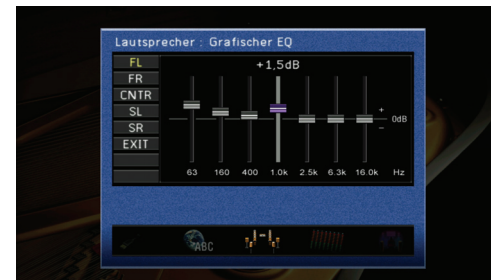 Lautsprecher : Grafischer EQ
FL
FR
CNTR
SL
SR
EXIT
+1,5dB
+
0dB
−
63 160 400 1.0k 2.5k 6.3k 16.0k Hz
ABC